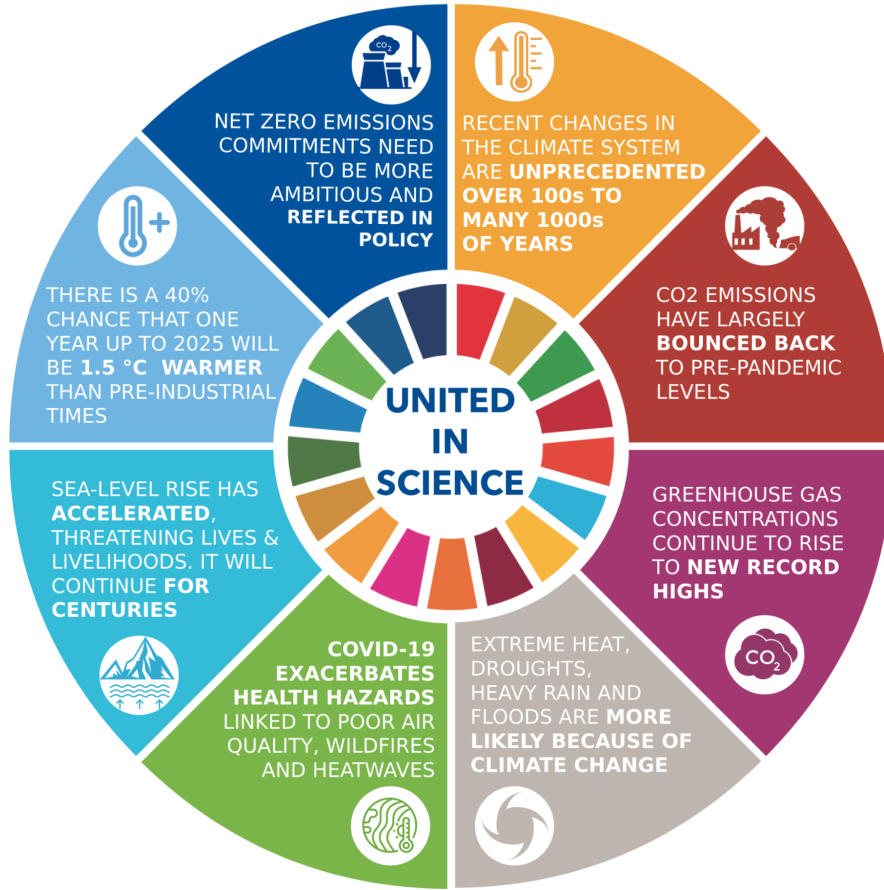 CO2
NET ZERO EMISSIONS
COMMITMENTS NEED
TO BE MORE
AMBITIOUS AND
REFLECTED IN
POLICY
RECENT CHANGES IN
THE CLIMATE SYSTEM
ARE UNPRECEDENTED
OVER 100s TO
MANY 1000s
OF YEARS
CO2 EMISSIONS
HAVE LARGELY
BOUNCED BACK
TO PRE-PANDEMIC
LEVELS
GREENHOUSE GAS
CONCENTRATIONS
CONTINUE TO RISE
TO NEW RECORD
HIGHS
CO2
EXTREME HEAT,
DROUGHTS,
HEAVY RAIN AND
FLOODS ARE MORE
LIKELY BECAUSE OF
CLIMATE CHANGE
COVID-19
EXACERBATES
HEALTH HAZARDS
LINKED TO POOR AIR
QUALITY, WILDFIRES
AND HEATWAVES
SEA-LEVEL RISE HAS
ACCELERATED,
THREATENING LIVES &
LIVELIHOODS. IT WILL
CONTINUE FOR
CENTURIES
THERE IS A 40%
CHANCE THAT ONE
YEAR UP TO 2025 WILL
BE 1.5 °C WARMER
THAN PRE-INDUSTRIAL
TIMES
UNITED
IN
SCIENCE